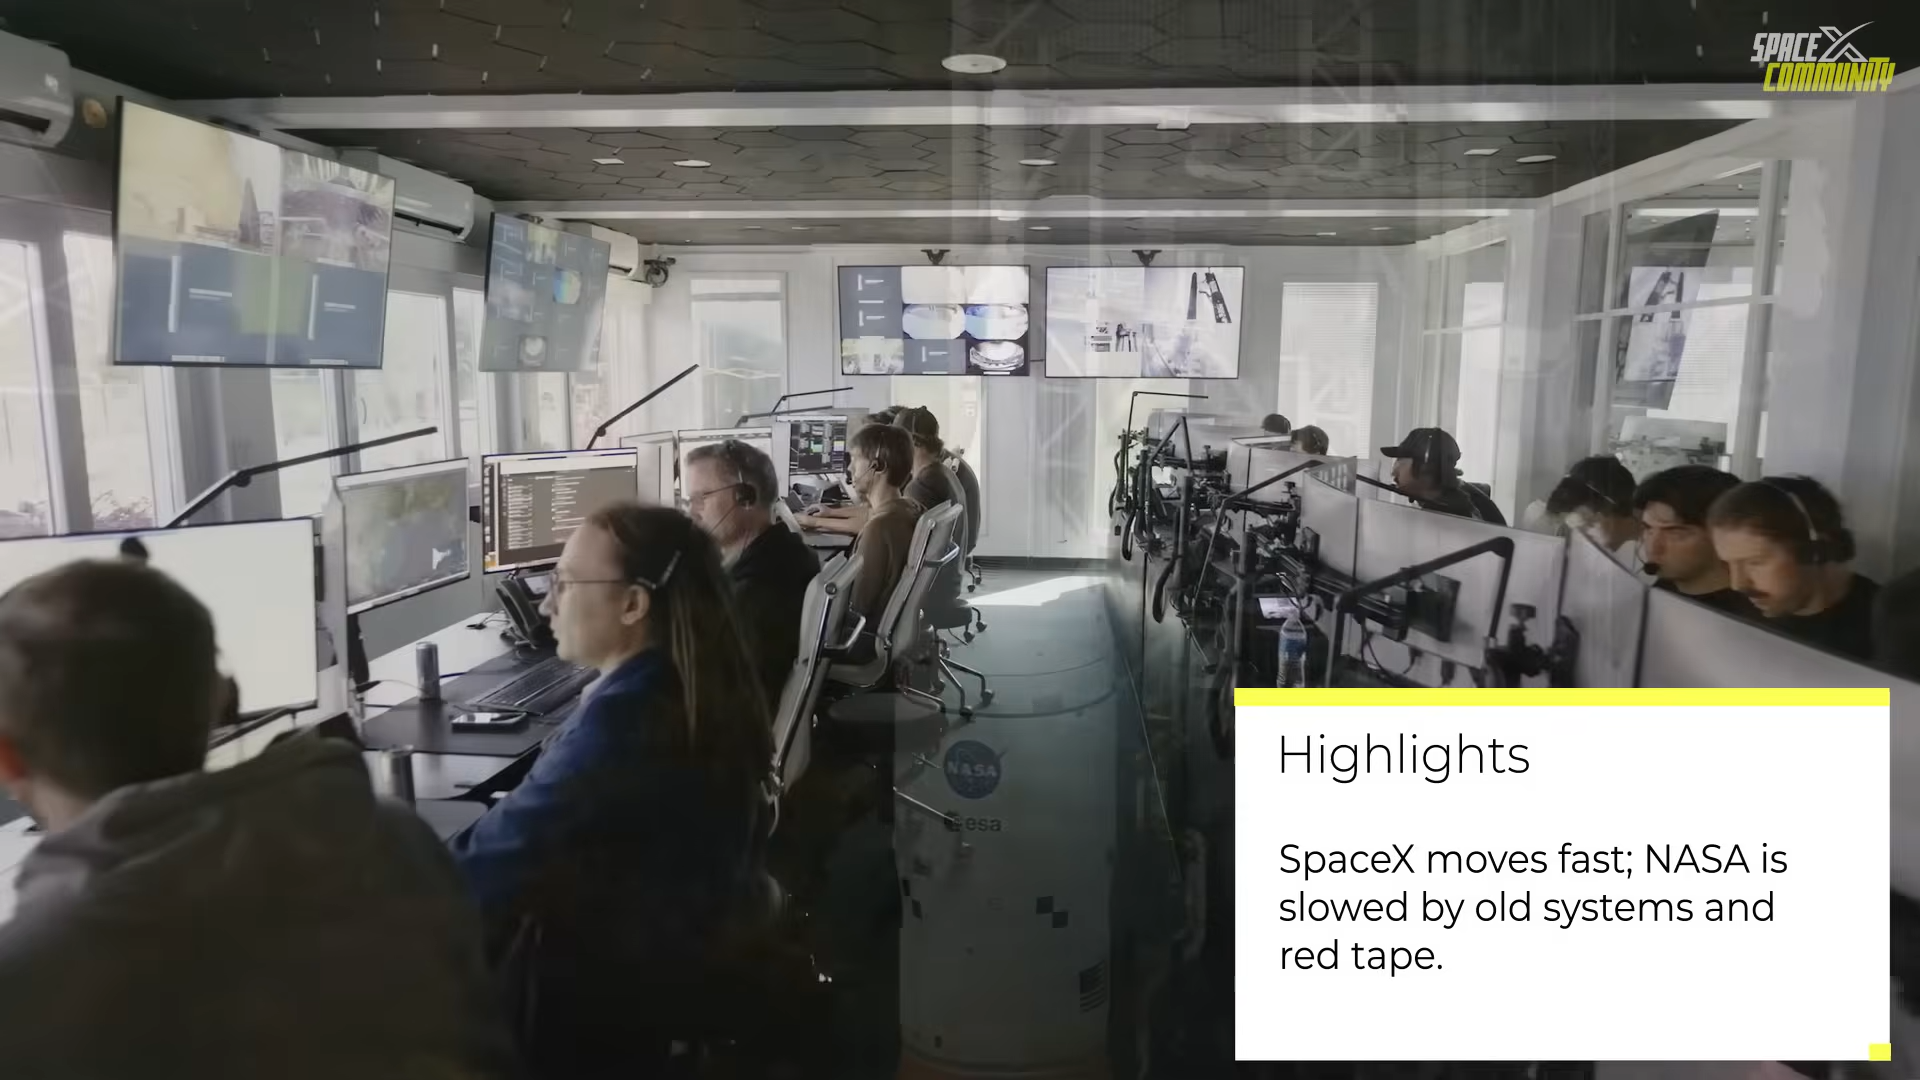 SPACEX
COMMUNITY
NASA
esa
Highlights
SpaceX moves fast; NASA is
slowed by old systems and
red tape.